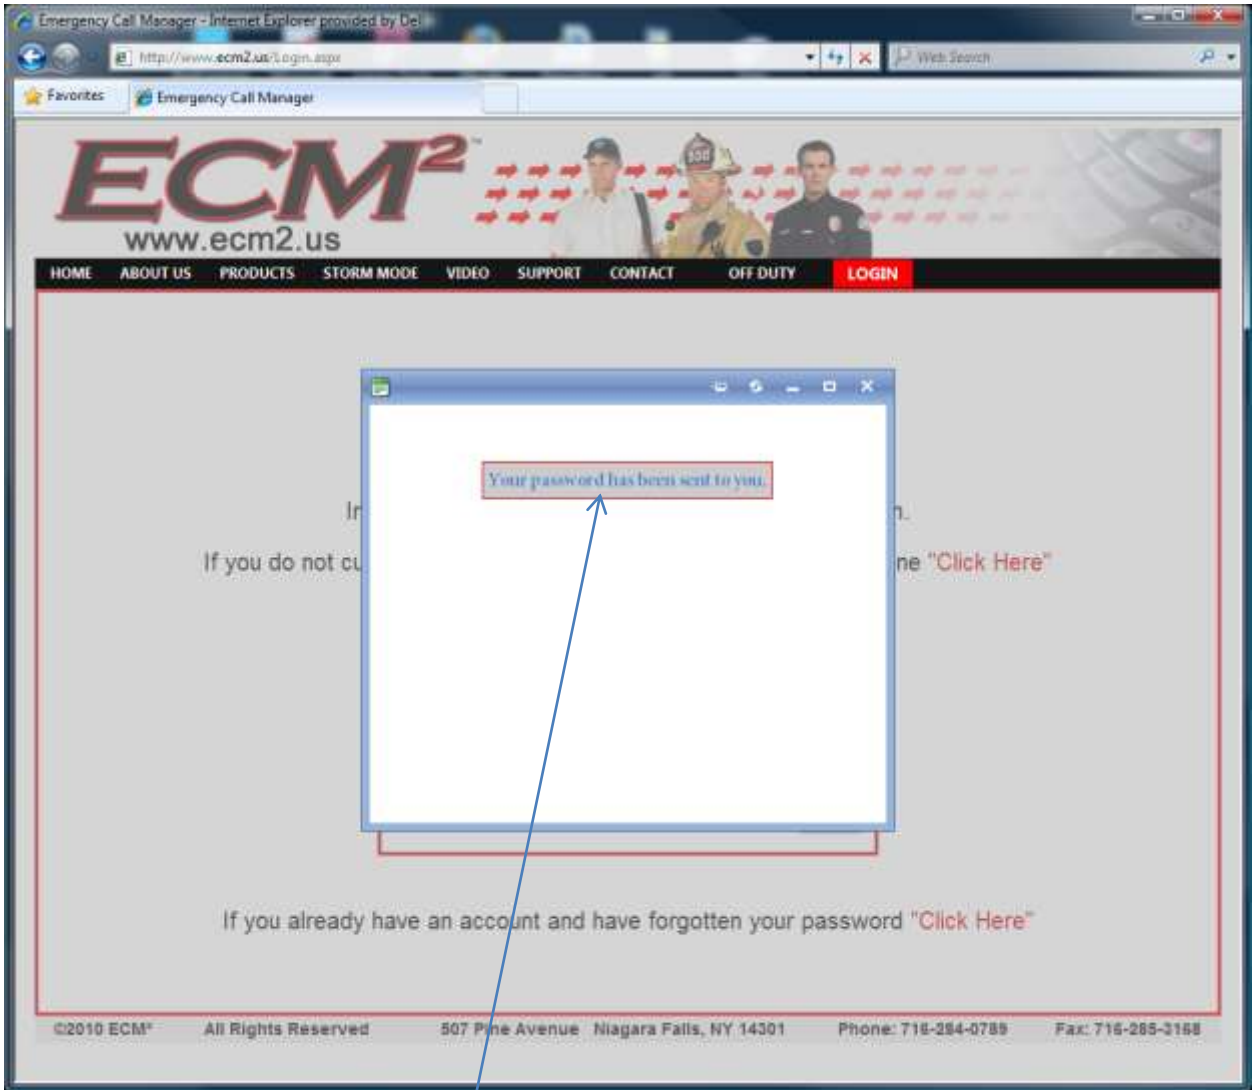 Emergency Call Manager - Internet Explorer provided by Del
http://www.ecm2.us/Login.aspx
Web Search
Favorites
Emergency Call Manager
ECM²™
www.ecm2.us
HOME ABOUT US PRODUCTS STORM MODE VIDEO SUPPORT CONTACT OFF DUTY LOGIN
Your password has been sent to you.
If you do not cu
ne "Click Here"
If you already have an account and have forgotten your password "Click Here"
©2010 ECM² All Rights Reserved 507 Pine Avenue Niagara Falls, NY 14301 Phone: 716-284-0789 Fax: 716-285-3168